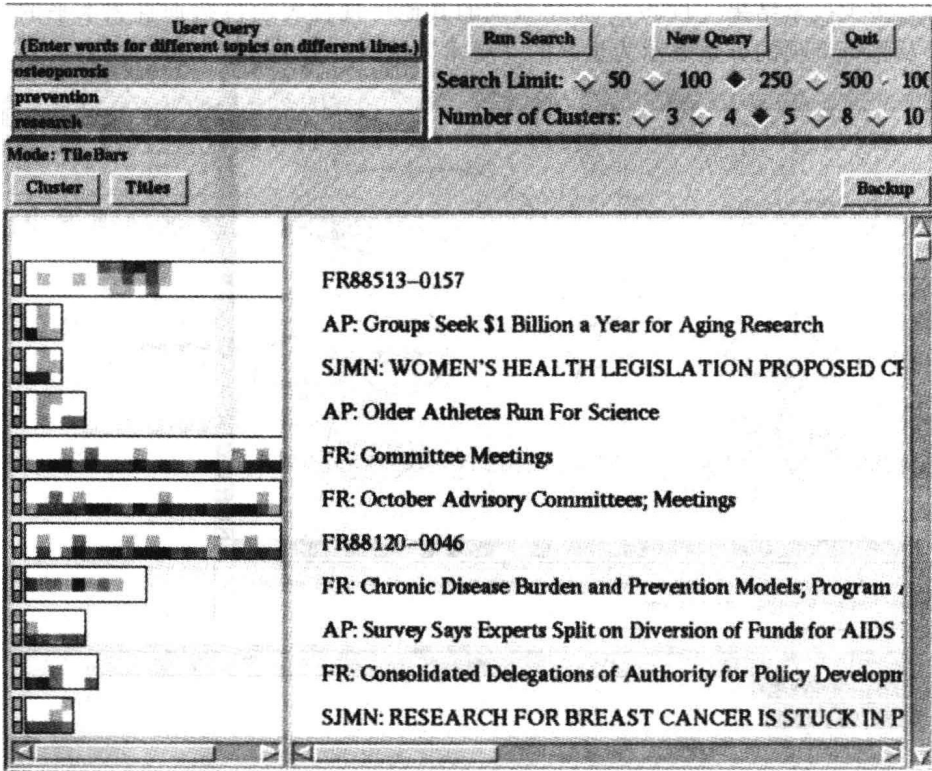 User Query
(Enter words for different topics on different lines.)
osteoporosis
prevention
research
Run Search New Query Quit
Search Limit: 50 100 250 500 100
Number of Clusters: 3 4 5 8 10
Mode: TileBars
Cluster Titles Backup
FR88513–0157
AP: Groups Seek $1 Billion a Year for Aging Research
SJMN: WOMEN'S HEALTH LEGISLATION PROPOSED
AP: Older Athletes Run For Science
FR: Committee Meetings
FR: October Advisory Committees; Meetings
FR88120–0046
FR: Chronic Disease Burden and Prevention Models; Program
AP: Survey Says Experts Split on Diversion of Funds for AIDS
FR: Consolidated Delegations of Authority for Policy Developm
SJMN: RESEARCH FOR BREAST CANCER IS STUCK IN P